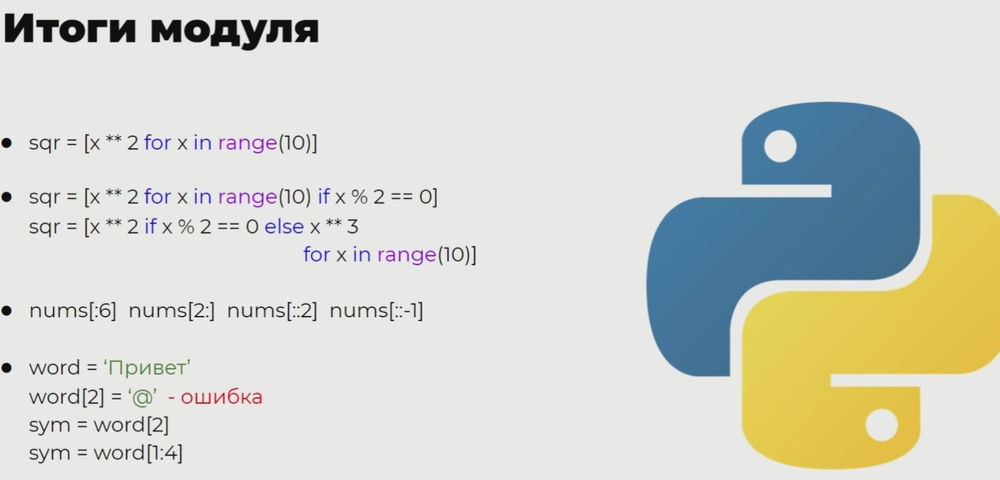 Итоги модуля
• sqr = [x ** 2 for x in range(10)]
• sqr = [x ** 2 for x in range(10) if x % 2 == 0]
sqr = [x ** 2 if x % 2 == 0 else x ** 3
for x in range(10)]
• nums[:6] nums[2:] nums[::2] nums[::-1]
• word = ‘Привет’
word[2] = ‘@’ - ошибка
sym = word[2]
sym = word[1:4]